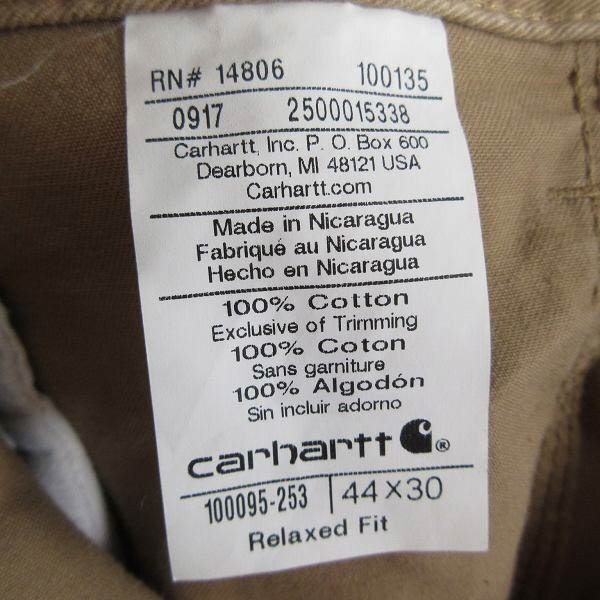 RN# 14806 100135
0917 2500015338
Carhartt, Inc. P. O. Box 600
Dearborn, MI 48121 USA
Carhartt.com
Made in Nicaragua
Fabriqué au Nicaragua
Hecho en Nicaragua
100% Cotton
Exclusive of Trimming
100% Coton
Sans garniture
100% Algodón
Sin incluir adorno
carhartt ®
100095-253 44 X 30
Relaxed Fit